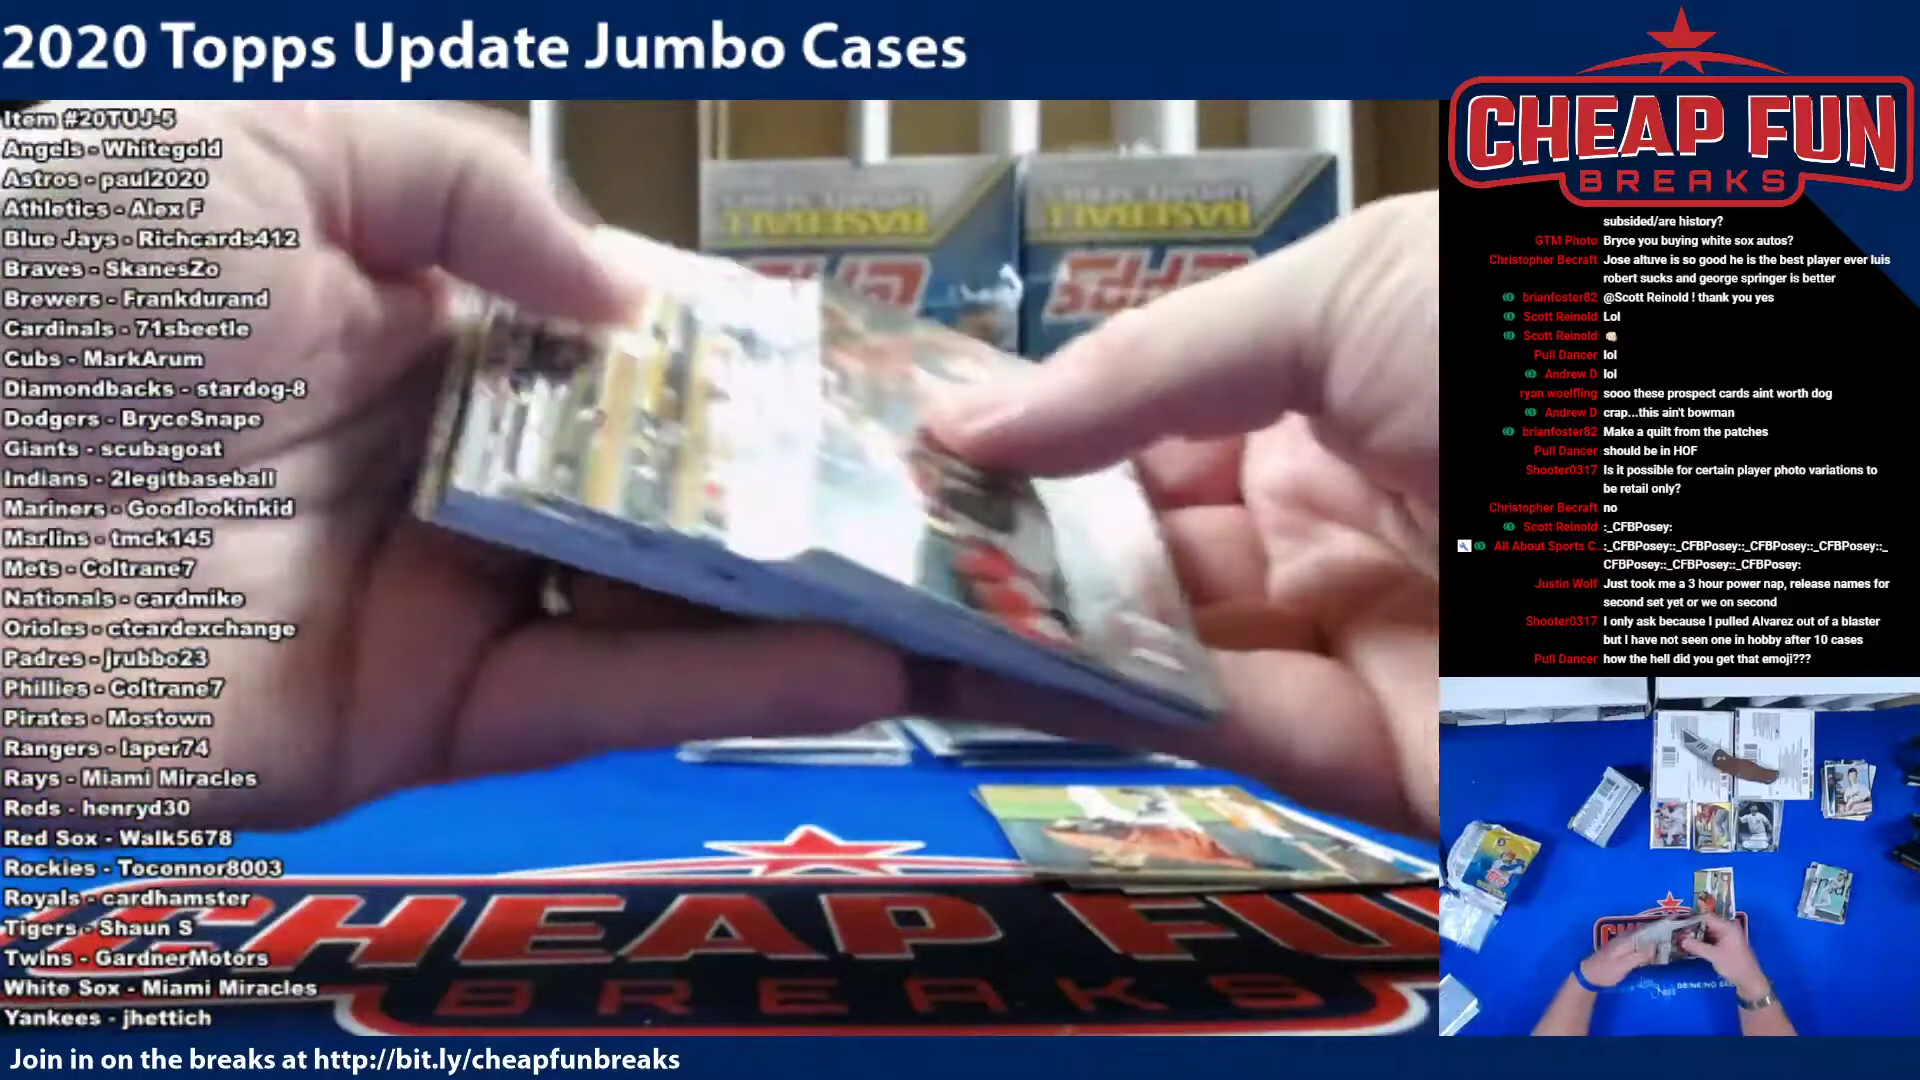 2020 Topps Update Jumbo Cases
CHEAP FUN
BREAKS
Item #20TUJ-5
Angels - Whitegold
Astros - paul2020
Athletics - Alex F
Blue Jays - Richcards412
Braves - SkanesZo
Brewers - Frankdurand
Cardinals - 71sbeetle
Cubs - MarkArum
Diamondbacks - stardog-8
Dodgers - BryceSnape
Giants - scubagoat
Indians - 2legitbaseball
Mariners - Goodlookinkid
Marlins - tmck145
Mets - Coltrane7
Nationals - cardmike
Orioles - ctcardexchange
Padres - jrubbo23
Phillies - Coltrane7
Pirates - Mostown
Rangers - laper74
Rays - Miami Miracles
Reds - henryd30
Red Sox - Walk5678
Rockies - Toconnor8003
Royals - cardhamster
Tigers - Shaun S
Twins - GardnerMotors
White Sox - Miami Miracles
Yankees - jhettich
BASEBALL
BASEBALL
TOPPS
CHEAP FU
BREAKS
subsided/are history?
GTM Photo Bryce you buying white sox autos?
Christopher Becraft Jose altuve is so good he is the best player ever luis
robert sucks and george springer is better
brianfoster82 @Scott Reinold ! thank you yes
Scott Reinold Lol
Scott Reinold
Pull Dancer lol
Andrew D lol
ryan woelfling sooo these prospect cards aint worth dog
Andrew D crap...this ain't bowman
brianfoster82 Make a quilt from the patches
Pull Dancer should be in HOF
Shooter0317 Is it possible for certain player photo variations to
be retail only?
Christopher Becraft no
Scott Reinold :_CFBPosey:
All About Sports C... :_CFBPosey::_CFBPosey::_CFBPosey::_CFBPosey::_
CFBPosey::_CFBPosey::_CFBPosey:
Justin Wolf Just took me a 3 hour power nap, release names for
second set yet or we on second
Shooter0317 I only ask because I pulled Alvarez out of a blaster
but I have not seen one in hobby after 10 cases
Pull Dancer how the hell did you get that emoji???
Join in on the breaks at http://bit.ly/cheapfunbreaks